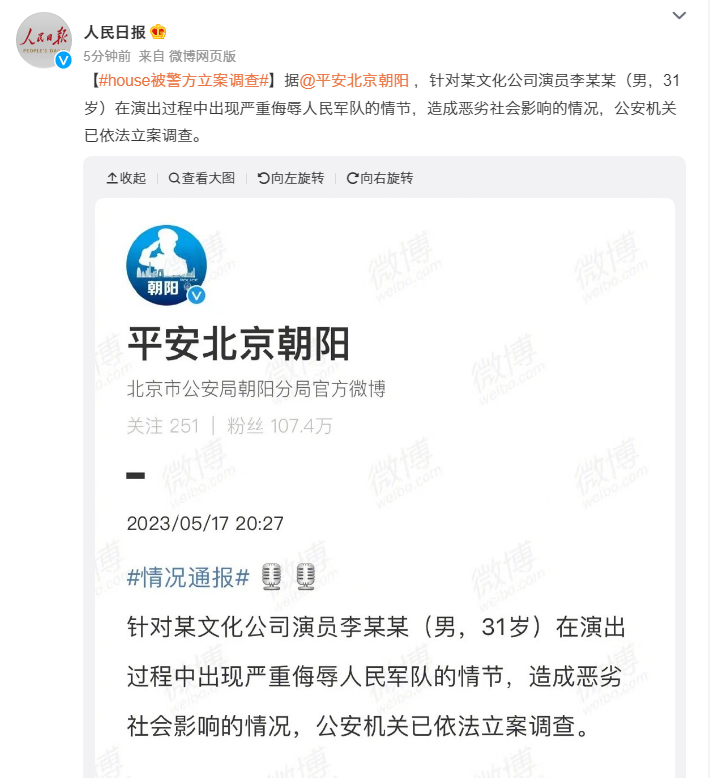 人民日报
PEOPLE'S DAILY
人民日报
5分钟前 来自 微博网页版
【#house被警方立案调查#】据@平安北京朝阳 ，针对某文化公司演员李某某（男，31
岁）在演出过程中出现严重侮辱人民军队的情节，造成恶劣社会影响的情况，公安机关
已依法立案调查。
收起 查看大图 向左旋转 向右旋转
朝阳
平安北京朝阳
北京市公安局朝阳分局官方微博
关注 251 | 粉丝 107.4万
2023/05/17 20:27
#情况通报#
针对某文化公司演员李某某（男，31岁）在演出
过程中出现严重侮辱人民军队的情节，造成恶劣
社会影响的情况，公安机关已依法立案调查。
微博
weibo.com